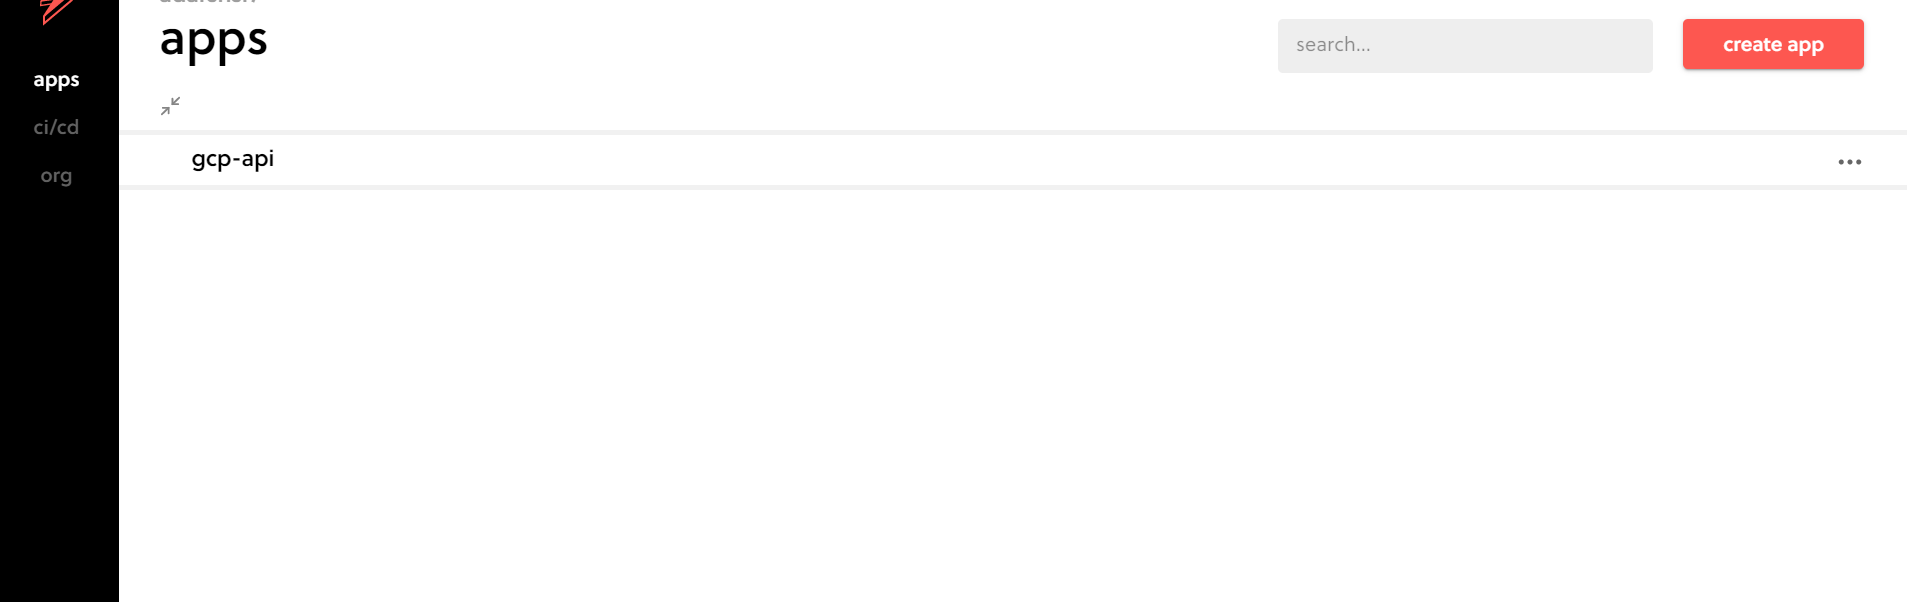 apps
search...
create app
apps
ci/cd
org
gcp-api